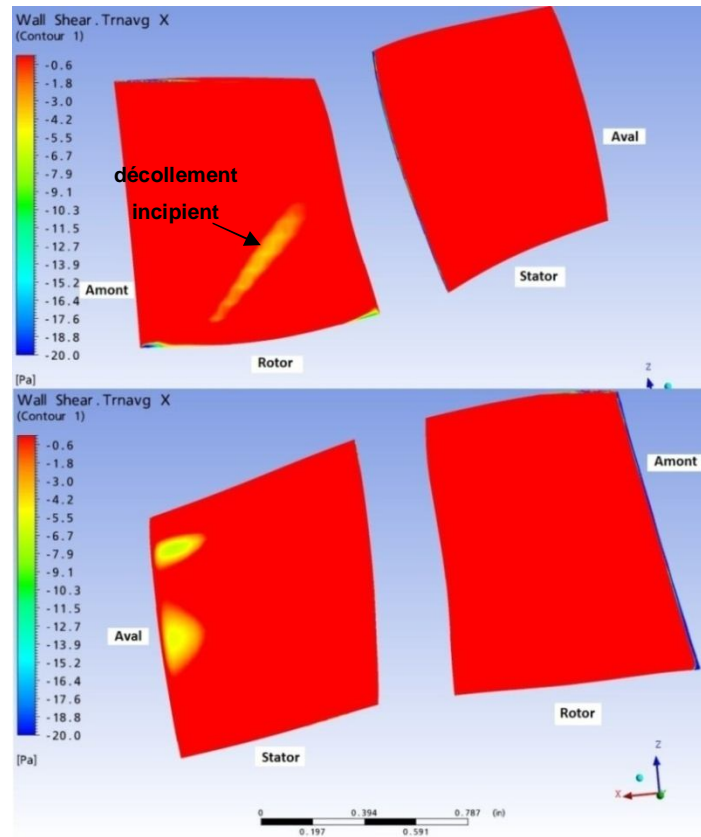 Wall Shear.Trnavg X
(Contour 1)
-0.6
-1.8
-3.0
-4.2
-5.5
-6.7
-7.9
-9.1
-10.3
-11.5
-12.7
-13.9
-15.2
-16.4
-17.6
-18.8
-20.0
[Pa]
décollement
incipient
Amont
Rotor
Aval
Stator
Z
Wall Shear.Trnavg X
(Contour 1)
-0.6
-1.8
-3.0
-4.2
-5.5
-6.7
-7.9
-9.1
-10.3
-11.5
-12.7
-13.9
-15.2
-16.4
-17.6
-18.8
-20.0
[Pa]
Amont
Aval
Stator
Rotor
Z
X
Y
0 0.394 0.787 (in)
0.197 0.591